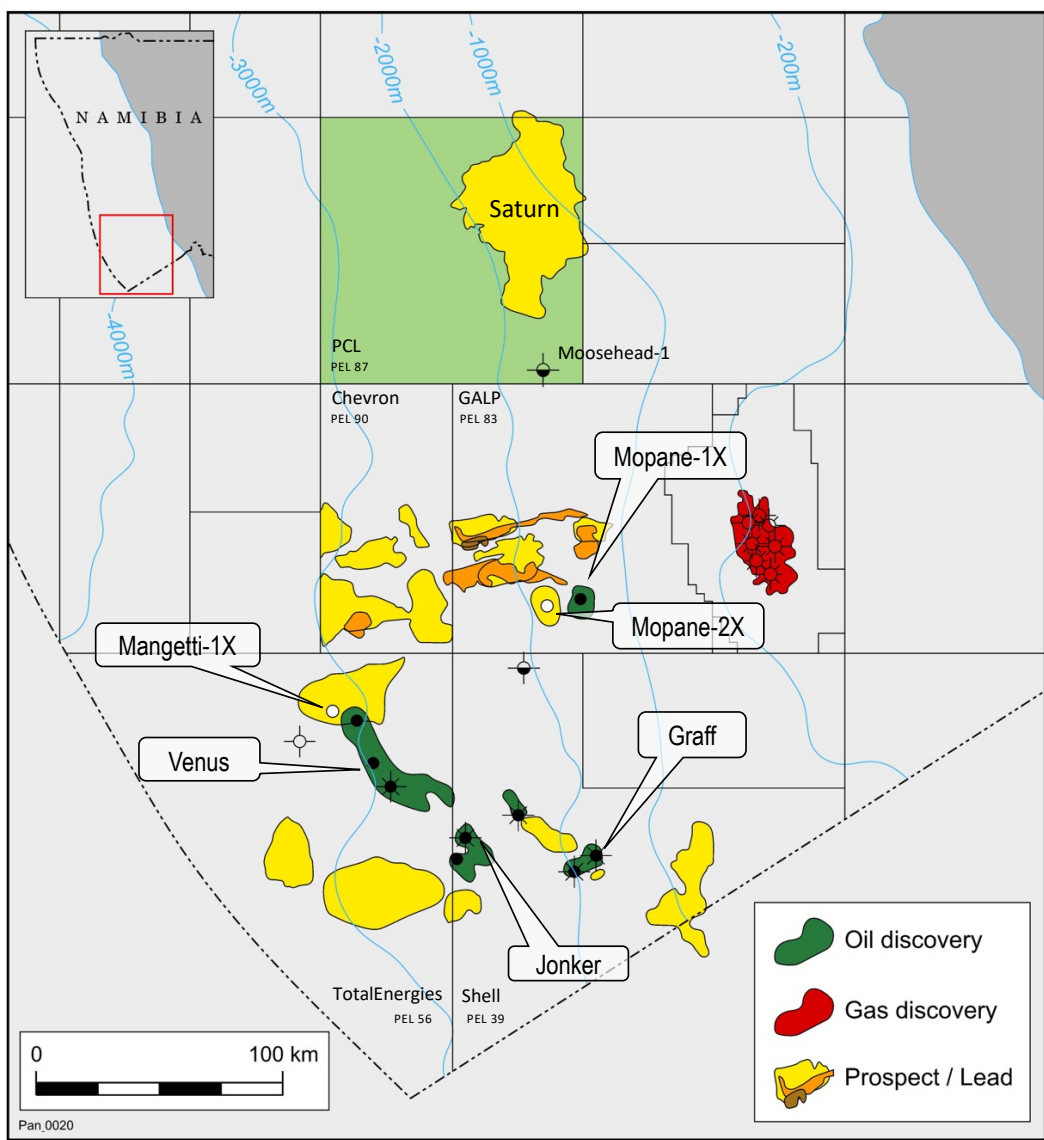 -3000m
-2000m
-1000m
-200m
NAMIBIA
Saturn
-4000m
PCL
PEL 87
Moosehead-1
Chevron
PEL 90
GALP
PEL 83
Mopane-1X
Mopane-2X
Mangetti-1X
Venus
Graff
Jonker
TotalEnergies
PEL 56
Shell
PEL 39
Oil discovery
Gas discovery
Prospect / Lead
0
100 km
Pan_0020